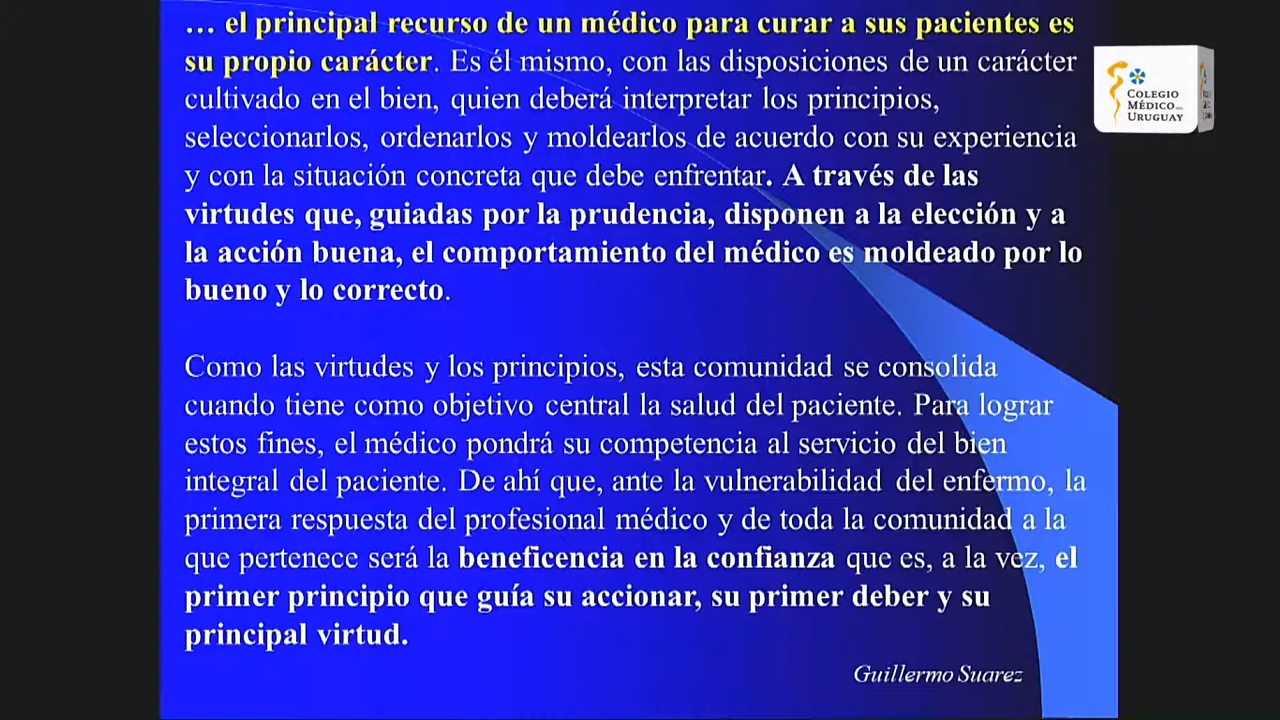 … el principal recurso de un médico para curar a sus pacientes es
su propio carácter. Es él mismo, con las disposiciones de un carácter
cultivado en el bien, quien deberá interpretar los principios,
seleccionarlos, ordenarlos y moldearlos de acuerdo con su experiencia
y con la situación concreta que debe enfrentar. A través de las
virtudes que, guiadas por la prudencia, disponen a la elección y a
la acción buena, el comportamiento del médico es moldeado por lo
bueno y lo correcto.
Como las virtudes y los principios, esta comunidad se consolida
cuando tiene como objetivo central la salud del paciente. Para lograr
estos fines, el médico pondrá su competencia al servicio del bien
integral del paciente. De ahí que, ante la vulnerabilidad del enfermo, la
primera respuesta del profesional médico y de toda la comunidad a la
que pertenece será la beneficencia en la confianza que es, a la vez, el
primer principio que guía su accionar, su primer deber y su
principal virtud.
Guillermo Suarez
COLEGIO
MÉDICO
URUGUAY